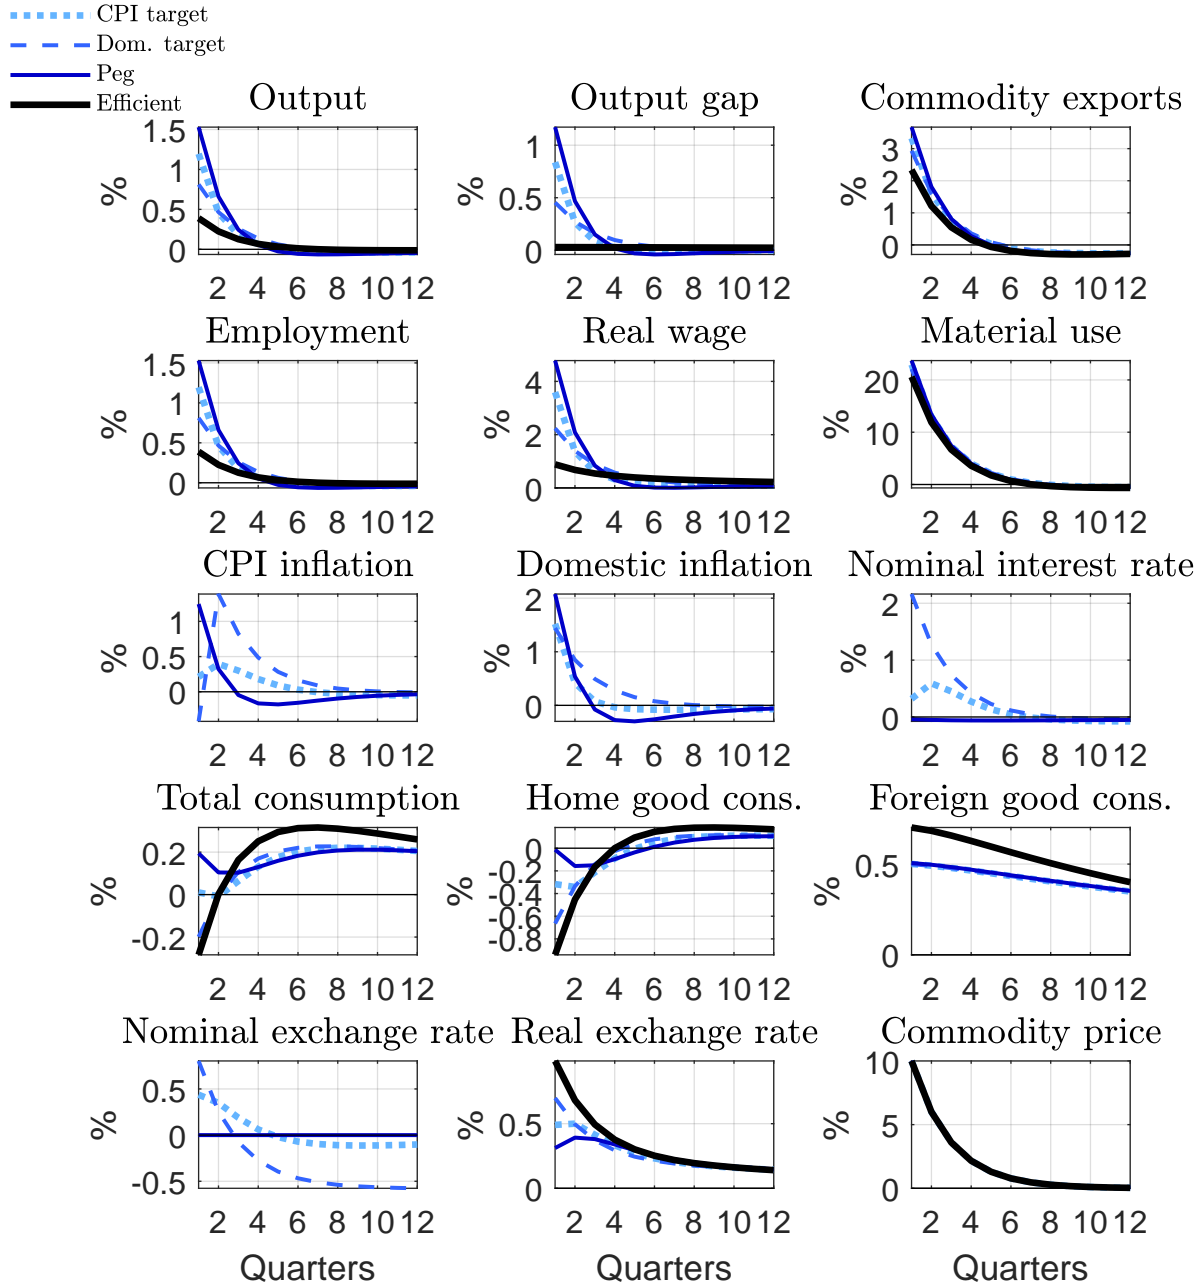 CPI target
Dom. target
Peg
Efficient
Output
Output gap
Commodity exports
1.5
1
0.5
0
%
2 4 6 8 10 12
1
0.5
0
%
2 4 6 8 10 12
3
2
1
0
%
2 4 6 8 10 12
Employment
Real wage
Material use
1.5
1
0.5
0
%
2 4 6 8 10 12
4
2
0
%
2 4 6 8 10 12
20
10
0
%
2 4 6 8 10 12
CPI inflation
Domestic inflation
Nominal interest rate
1
0.5
0
%
2 4 6 8 10 12
2
1
0
%
2 4 6 8 10 12
2
1
0
%
2 4 6 8 10 12
Total consumption
Home good cons.
Foreign good cons.
0.2
0
-0.2
%
2 4 6 8 10 12
0
-0.2
-0.4
-0.6
-0.8
%
2 4 6 8 10 12
0.5
0
%
2 4 6 8 10 12
Nominal exchange rate
Real exchange rate
Commodity price
0.5
0
-0.5
%
2 4 6 8 10 12
Quarters
0.5
0
%
2 4 6 8 10 12
Quarters
10
5
0
%
2 4 6 8 10 12
Quarters